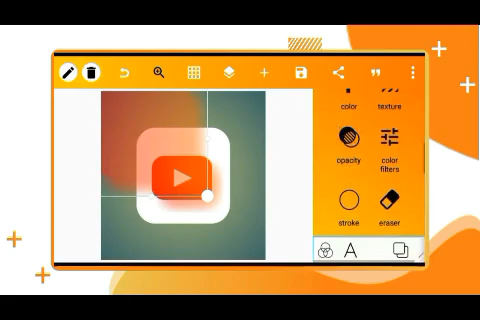 color texture
opacity color
filters
stroke eraser
A